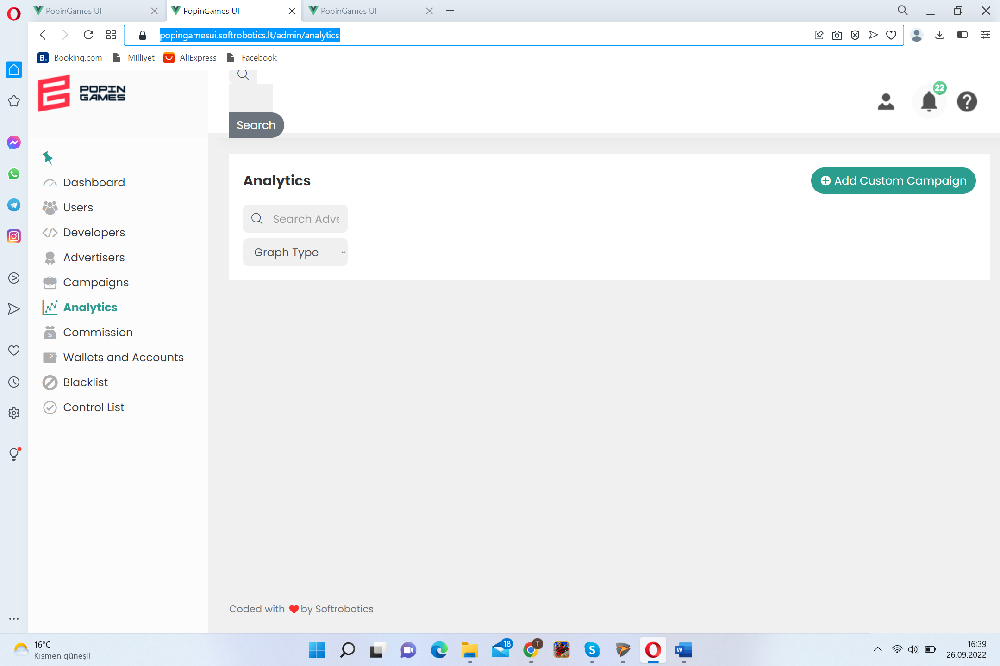 PopinGames UI
PopinGames UI
PopinGames UI
popingamesui.softrobotics.lt/admin/analytics
B. Booking.com
Milliyet
AliExpress
Facebook
POPIN
GAMES
22
Search
Dashboard
Users
Developers
Advertisers
Campaigns
Analytics
Commission
Wallets and Accounts
Blacklist
Control List
Analytics
Add Custom Campaign
Search Adve
Graph Type
Coded with by Softrobotics
16°C
Kısmen güneşli
18
T
S
W
16:39
26.09.2022